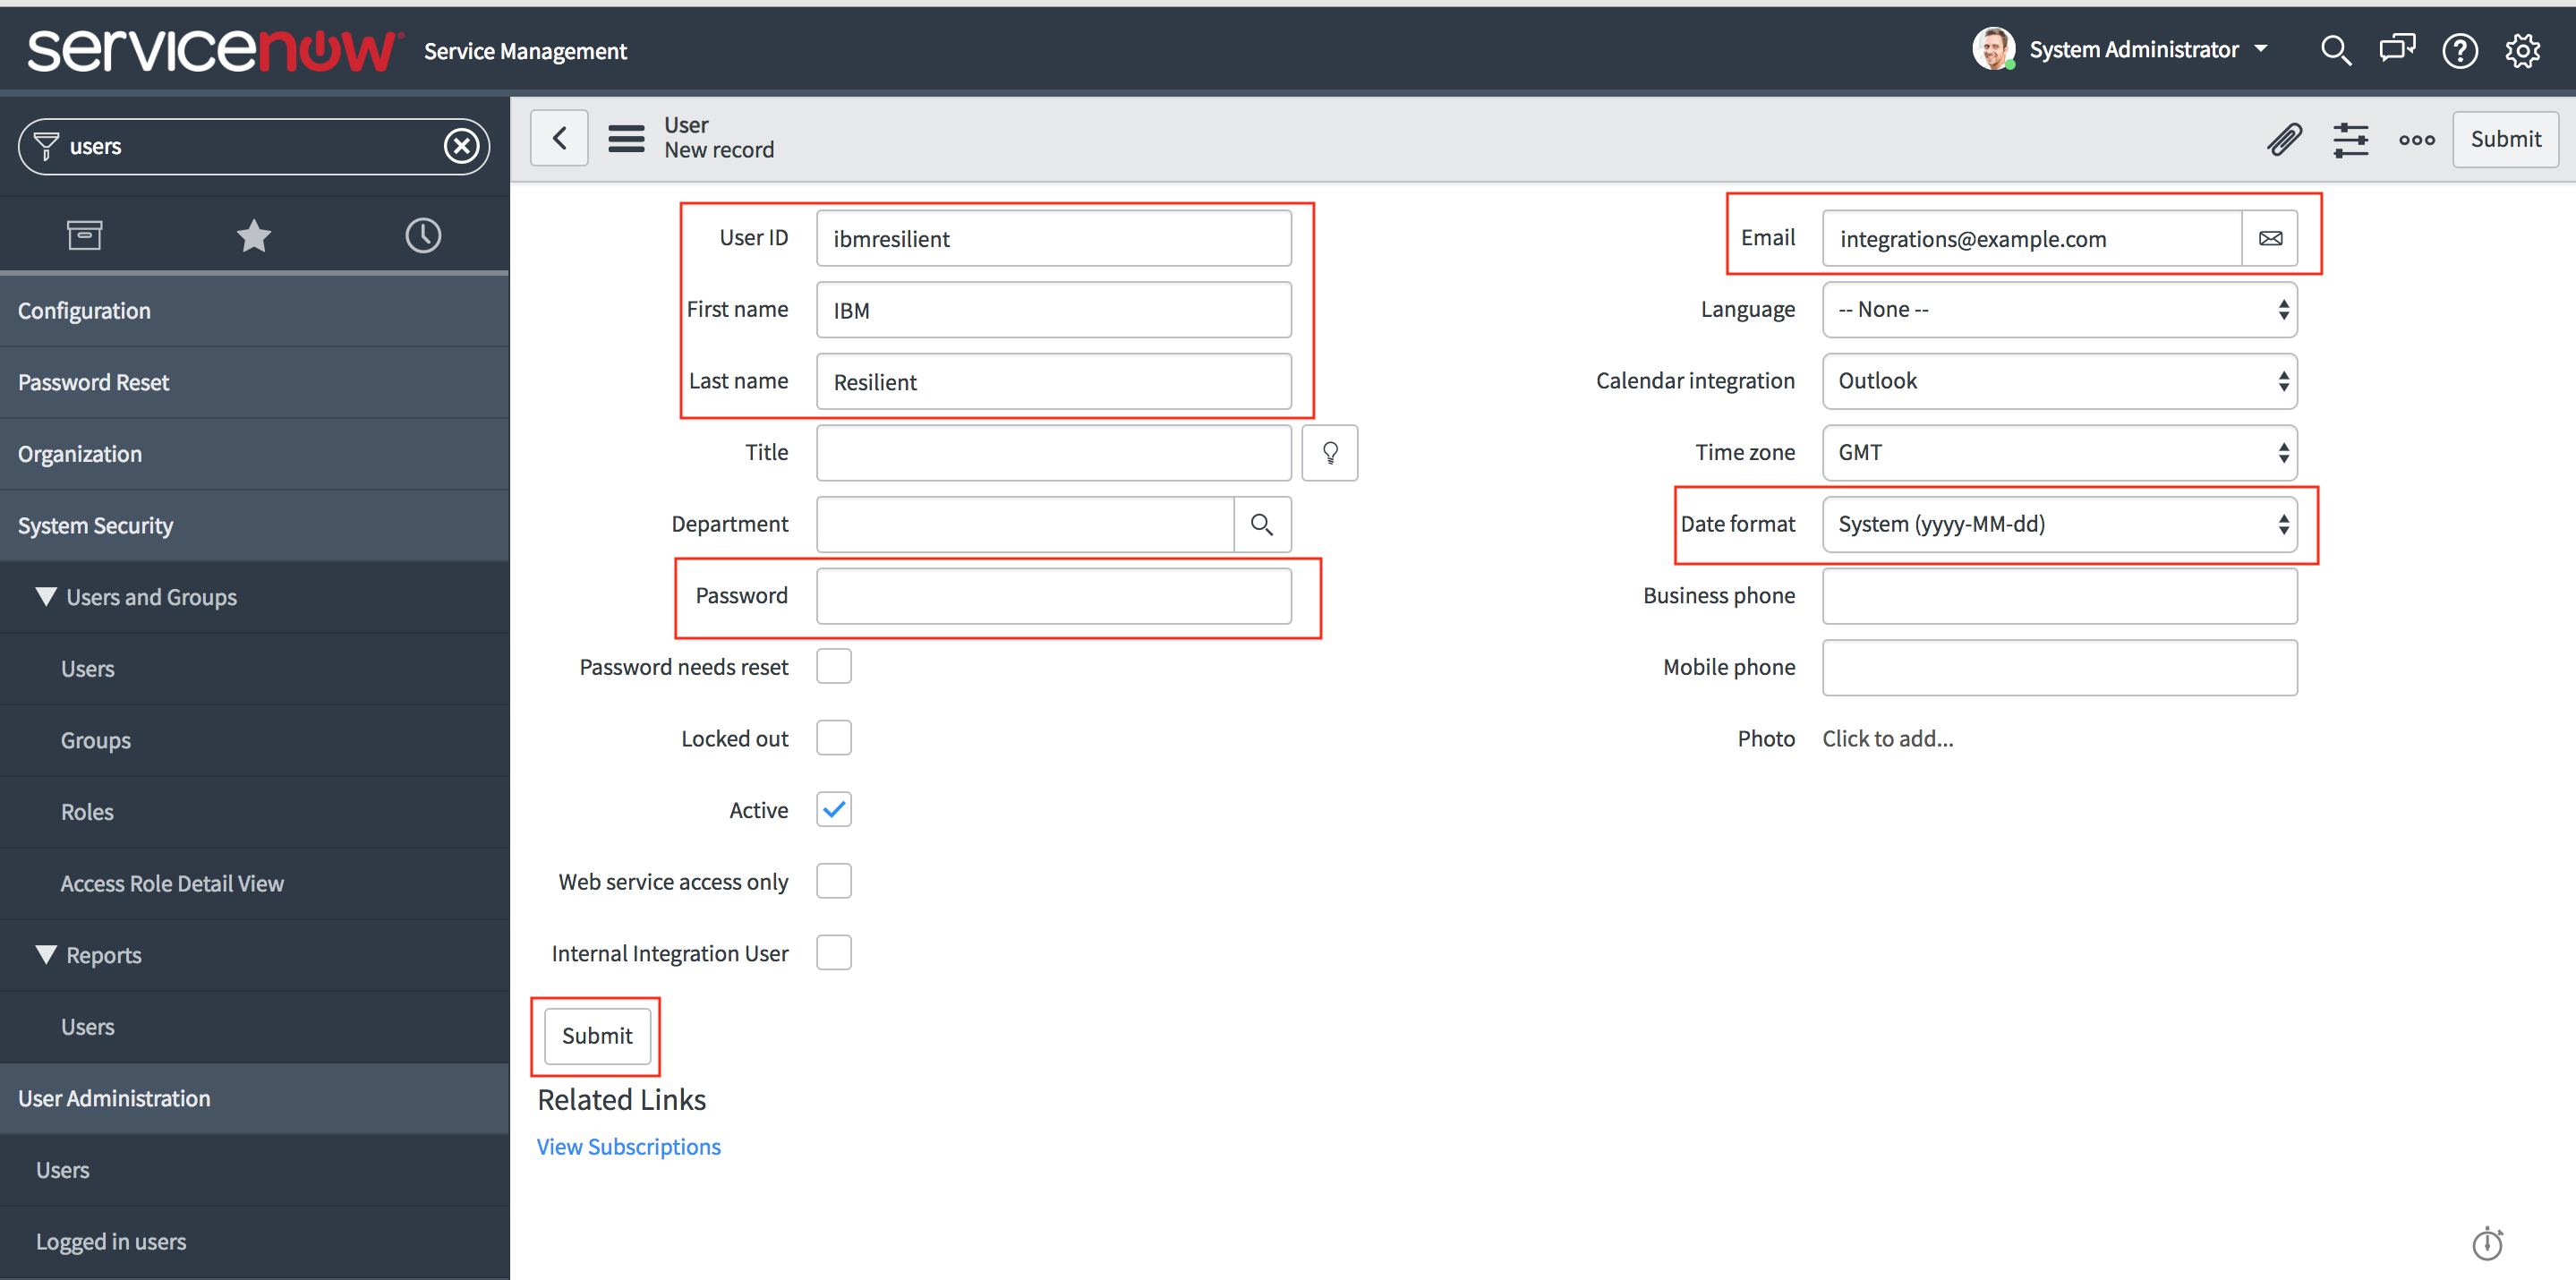 servicenow Service Management
System Administrator
users
Configuration
Password Reset
Organization
System Security
Users and Groups
Users
Groups
Roles
Access Role Detail View
Reports
Users
User Administration
Users
Logged in users
User
New record
Submit
User ID ibmresilient
First name IBM
Last name Resilient
Title
Department
Password
Password needs reset
Locked out
Active
Web service access only
Internal Integration User
Email integrations@example.com
Language -- None --
Calendar integration Outlook
Time zone GMT
Date format System (yyyy-MM-dd)
Business phone
Mobile phone
Photo Click to add...
Submit
Related Links
View Subscriptions